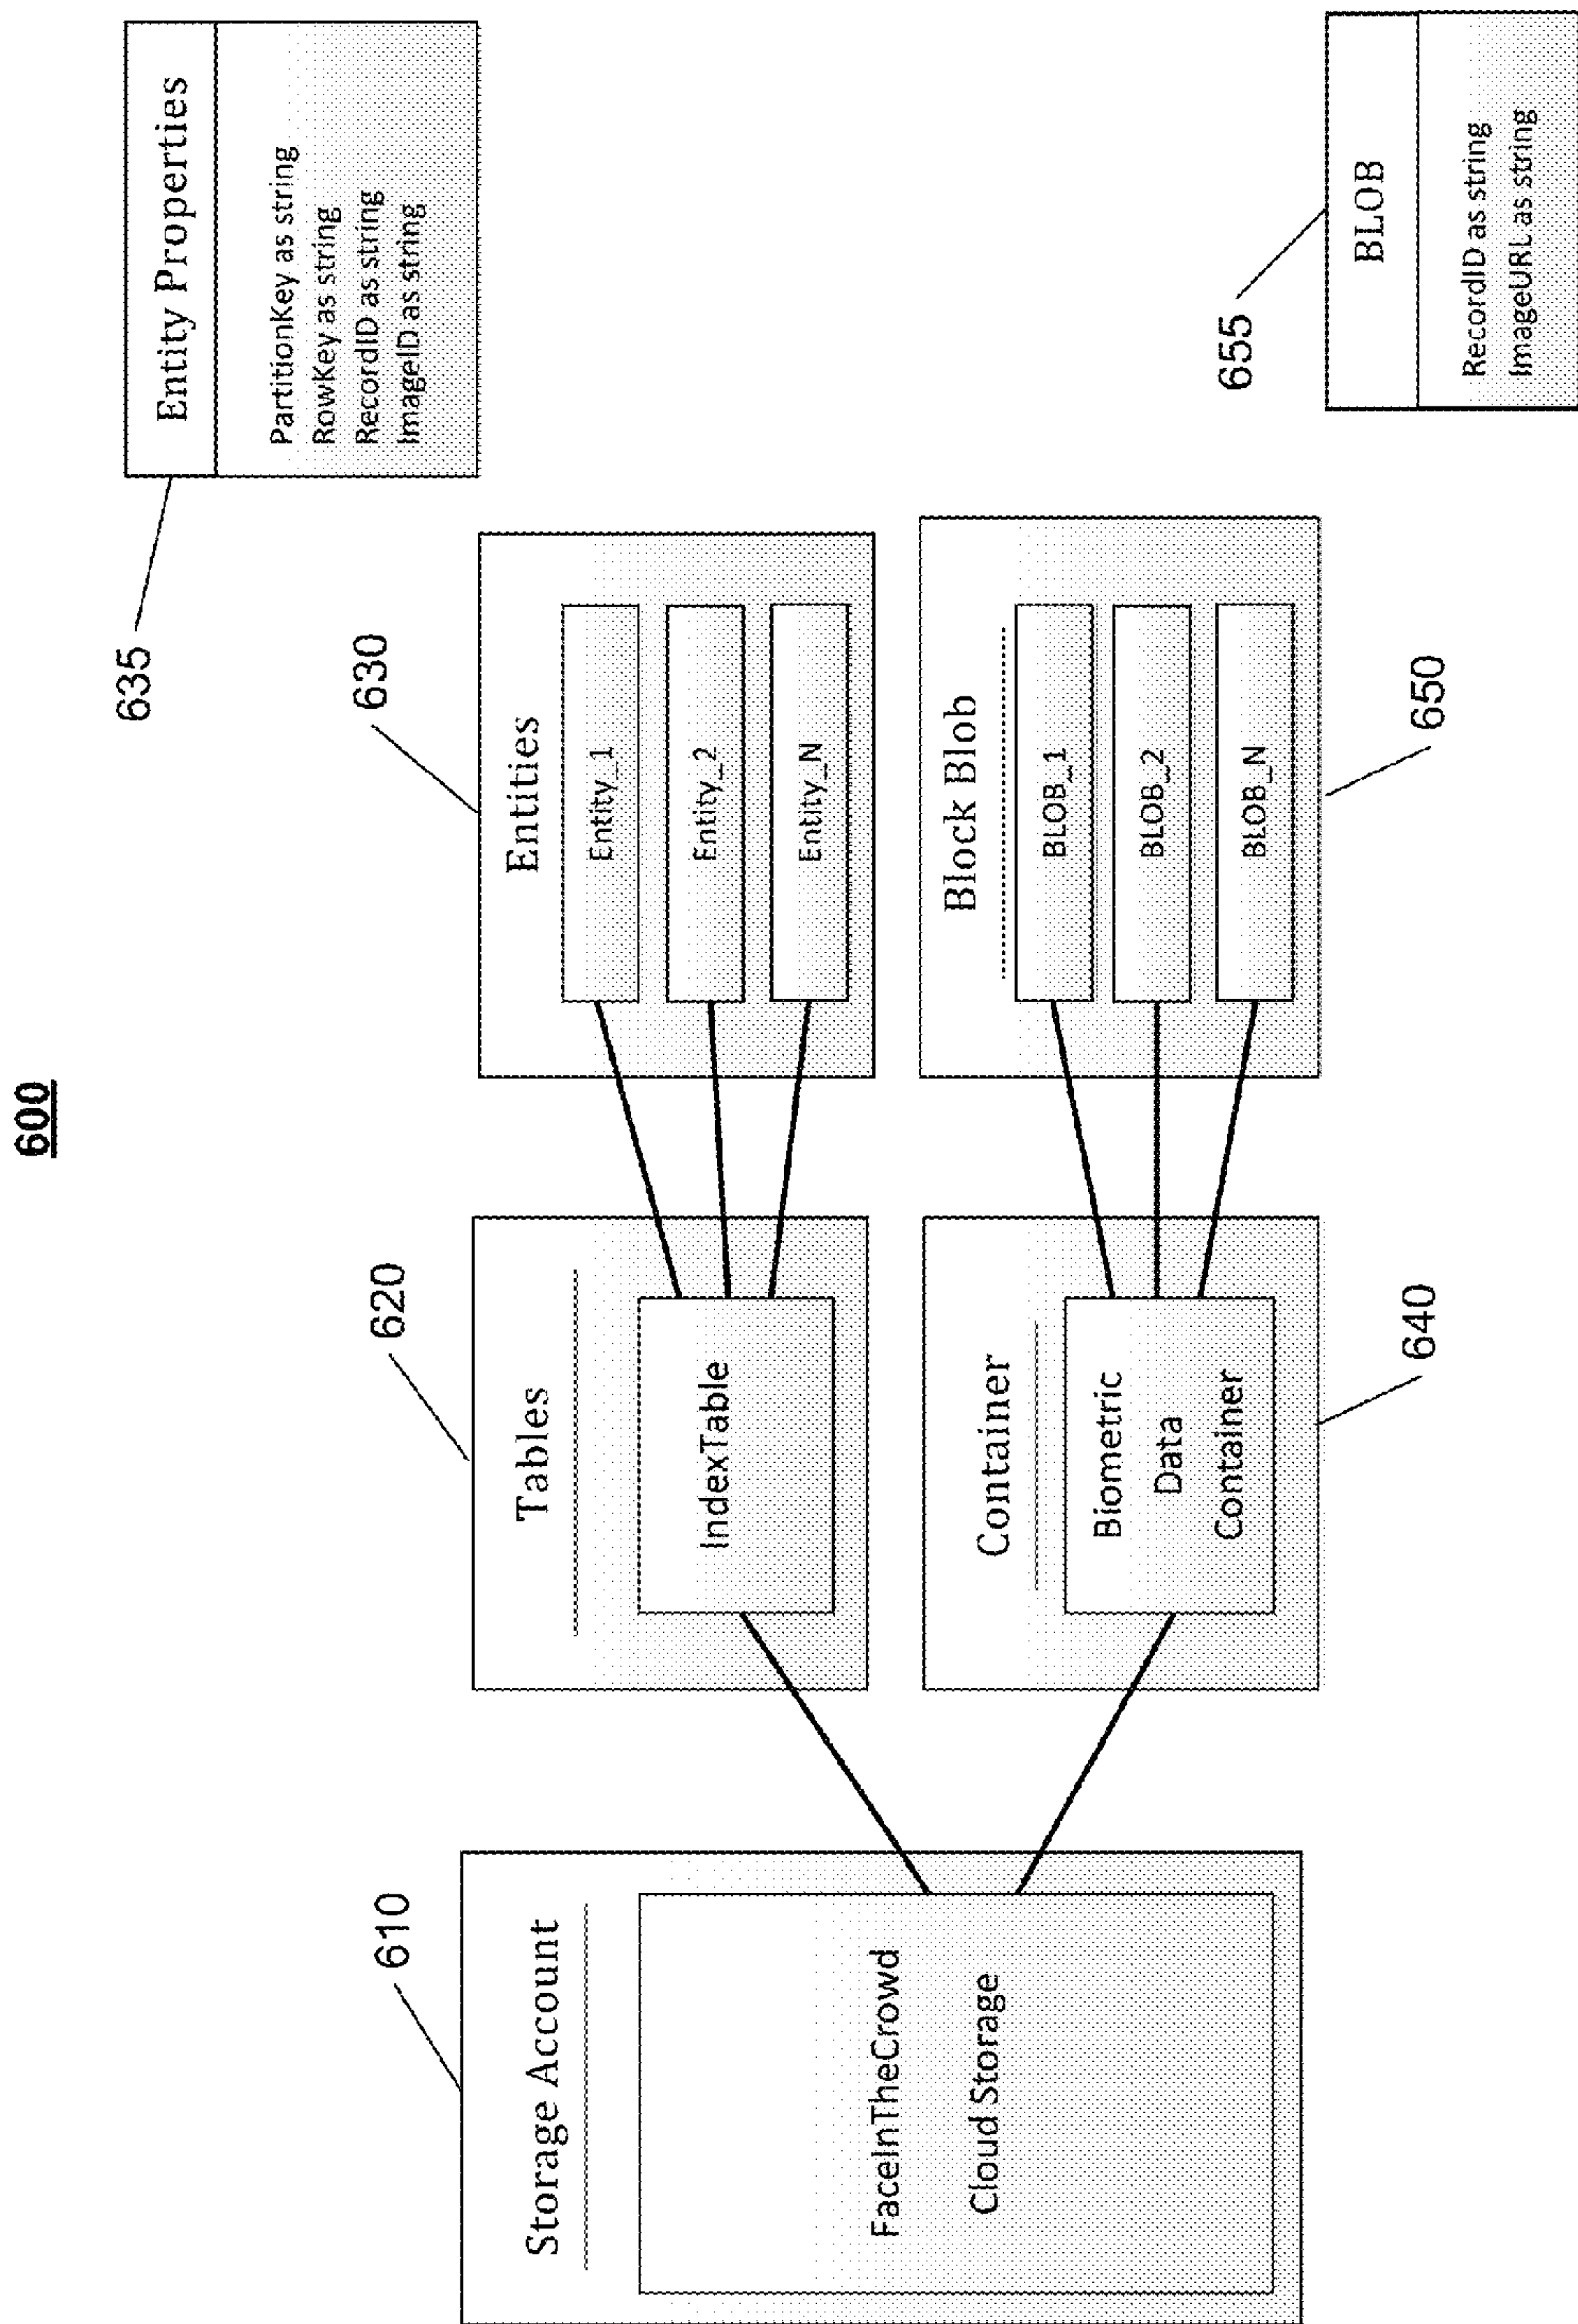 600
610
Storage Account
FaceInTheCrowd
Cloud Storage
620
Tables
IndexTable
640
Container
Biometric
Data
Container
630
Entities
Entity_1
Entity_2
Entity_N
650
Block Blob
BLOB_1
BLOB_2
BLOB_N
635
Entity Properties
PartitionKey as string
RowKey as string
RecordID as string
ImageID as string
655
BLOB
RecordID as string
ImageURL as string